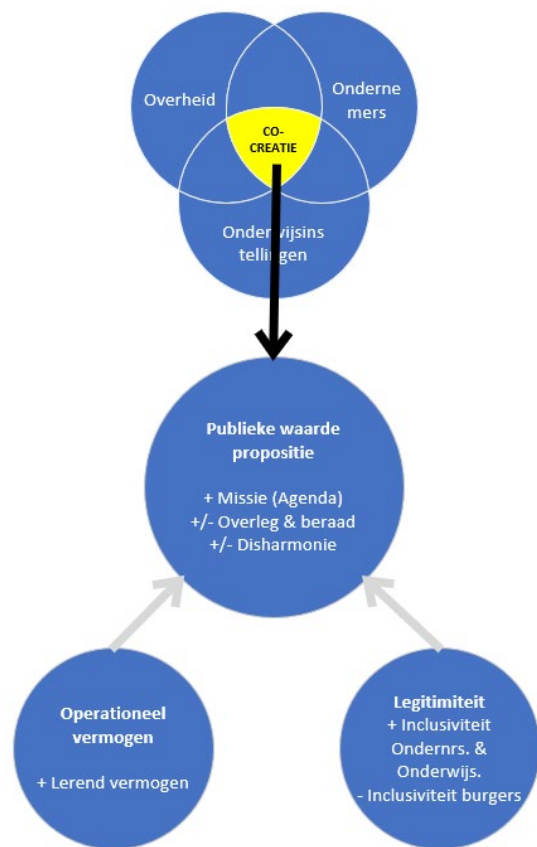 Overheid
Onderne
mers
CO-
CREATIE
Onderwijsins
tellingen
Publieke waarde
propositie
+ Missie (Agenda)
+/- Overleg & beraad
+/- Disharmonie
Operationeel
vermogen
+ Lerend vermogen
Legitimiteit
+ Inclusiviteit
Ondernrs. &
Onderwijs.
- Inclusiviteit burgers